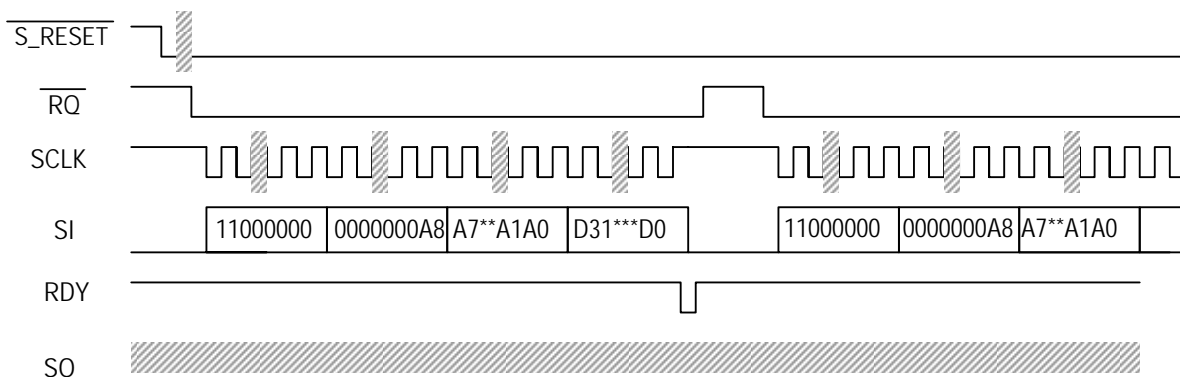 S_RESET
RQ
SCLK
SI 11000000 0000000A8 A7**A1A0 D31***D0 11000000 0000000A8 A7**A1A0
RDY
SO